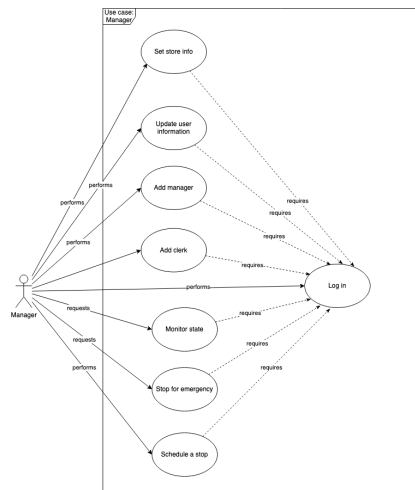 Use case:
Manager
Set store info
Update user
information
performs
Add manager
requires
requires
performs
requires
Add clerk
requires
performs
Log in
Manager
requests
Monitor state
requires
requests
requires
performs
Stop for emergency
requires
Schedule a stop